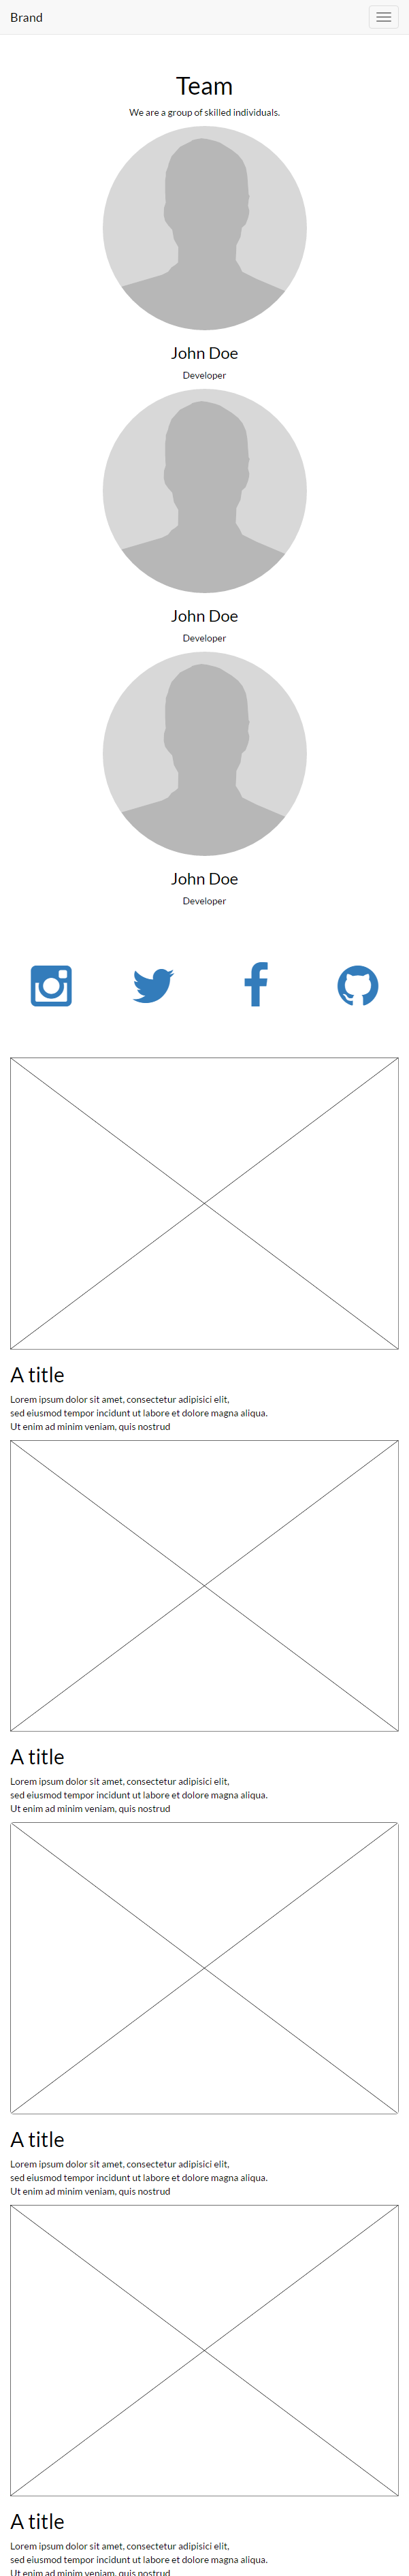 Brand
Team
We are a group of skilled individuals.
John Doe
Developer
John Doe
Developer
John Doe
Developer
A title
Lorem ipsum dolor sit amet, consectetur adipisici elit,
sed eiusmod tempor incidunt ut labore et dolore magna aliqua.
Ut enim ad minim veniam, quis nostrud
A title
Lorem ipsum dolor sit amet, consectetur adipisici elit,
sed eiusmod tempor incidunt ut labore et dolore magna aliqua.
Ut enim ad minim veniam, quis nostrud
A title
Lorem ipsum dolor sit amet, consectetur adipisici elit,
sed eiusmod tempor incidunt ut labore et dolore magna aliqua.
Ut enim ad minim veniam, quis nostrud
A title
Lorem ipsum dolor sit amet, consectetur adipisici elit,
sed eiusmod tempor incidunt ut labore et dolore magna aliqua.
Ut enim ad minim veniam, quis nostrud